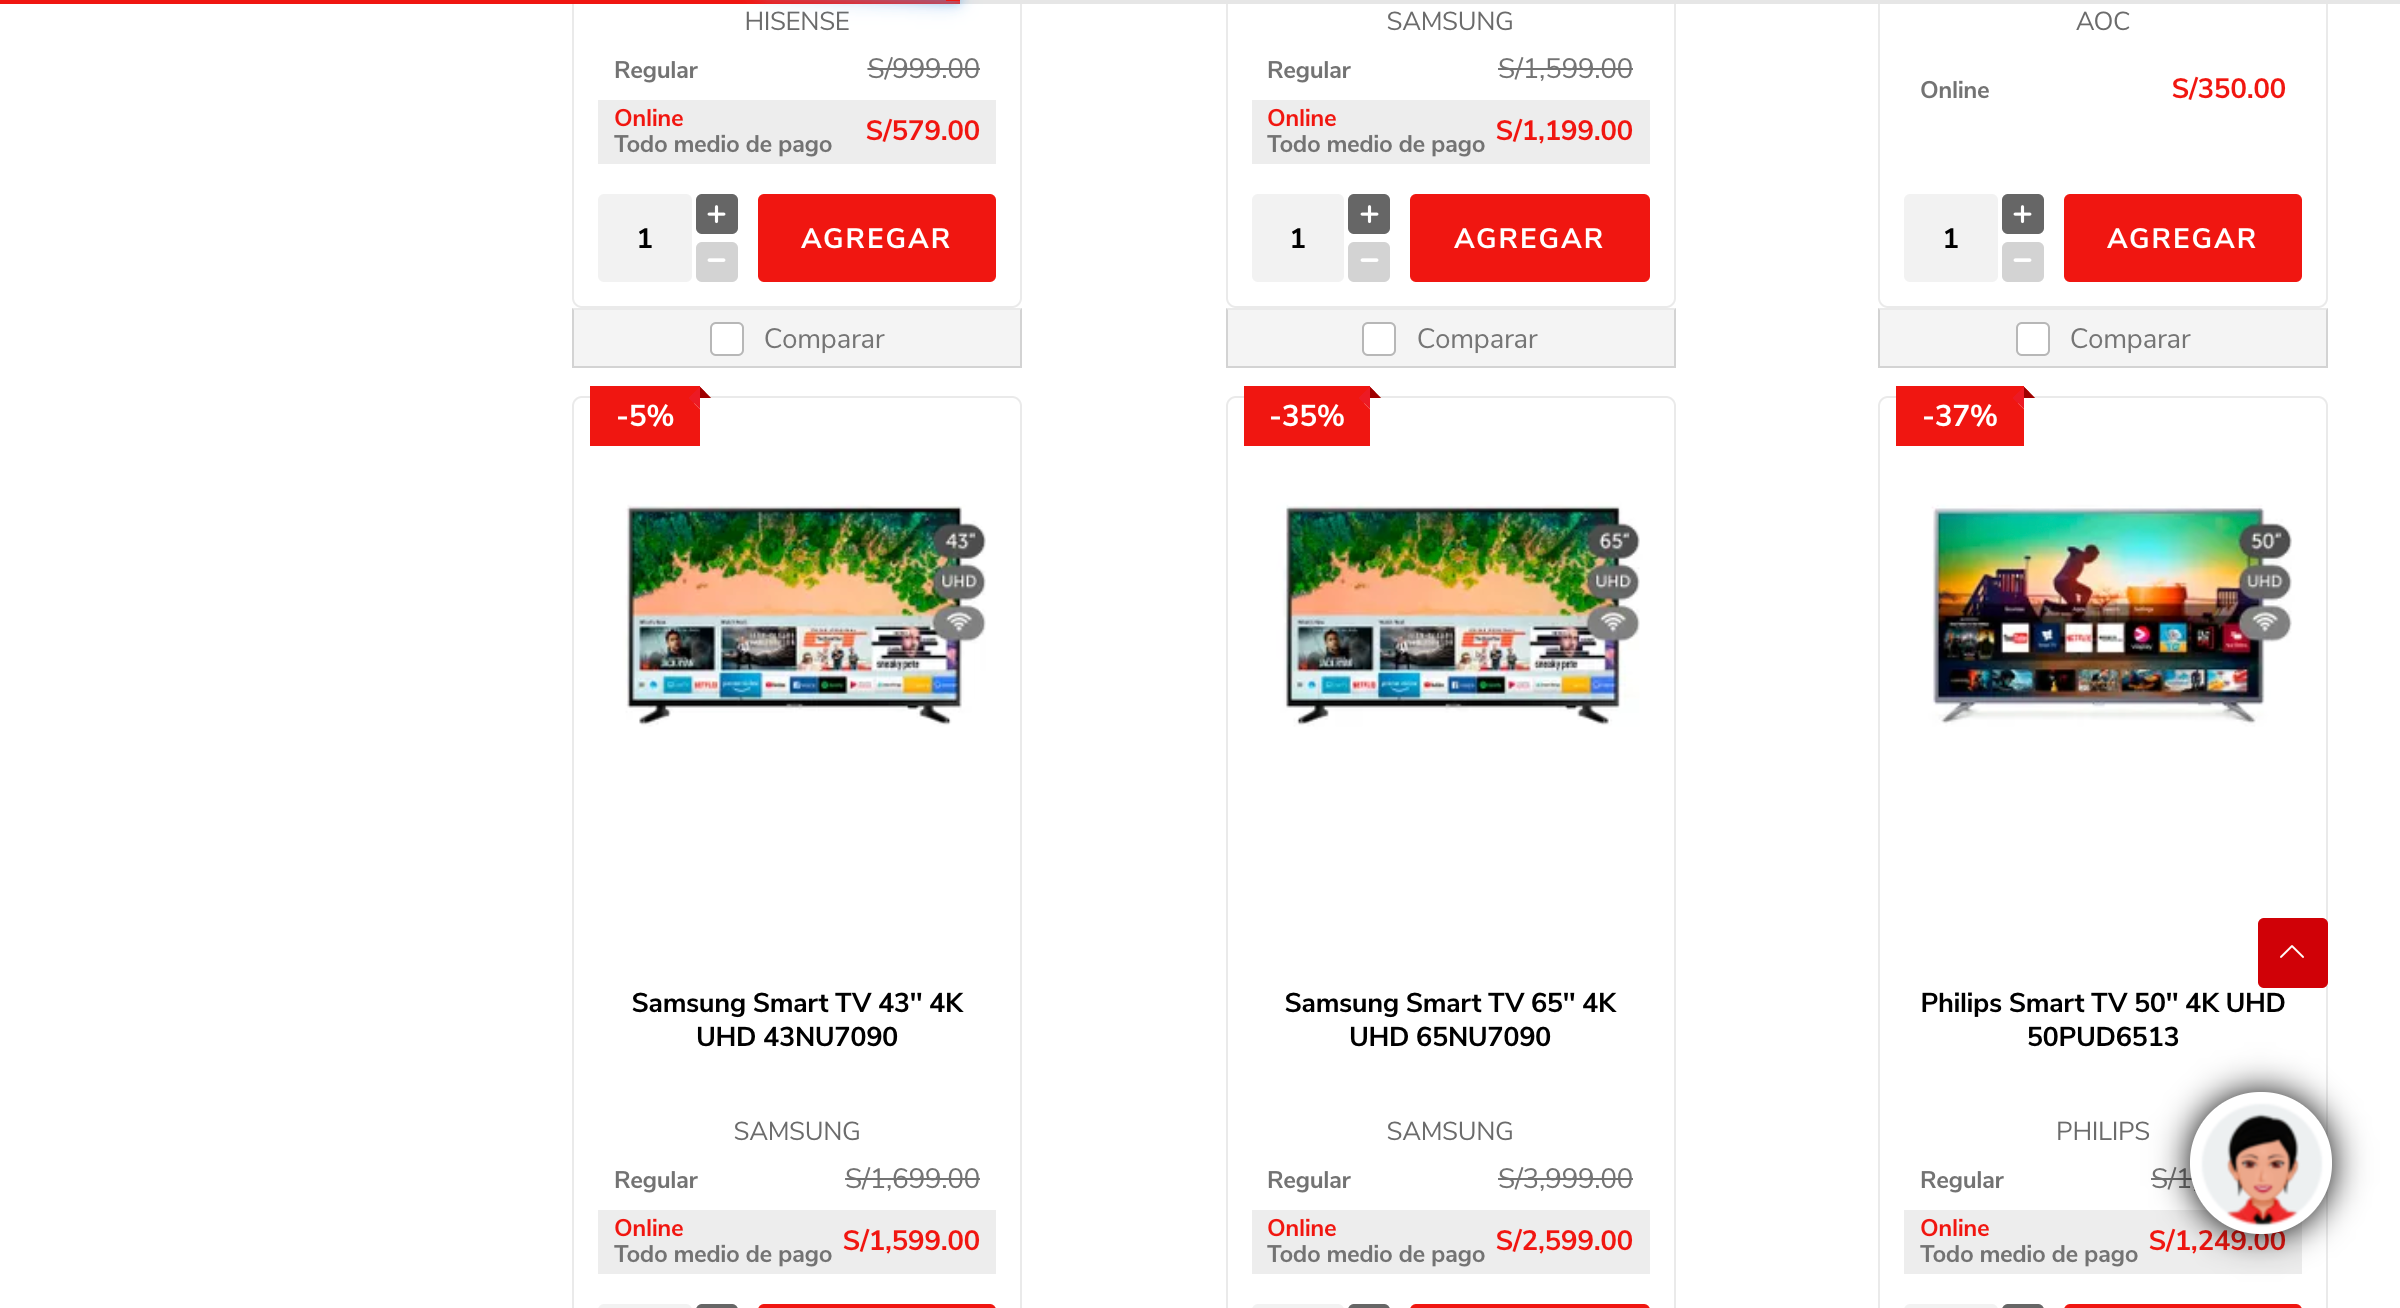 HISENSE
Regular S/999.00
Online
Todo medio de pago S/579.00
1 + AGREGAR
−
Comparar
SAMSUNG
Regular S/1,599.00
Online
Todo medio de pago S/1,199.00
1 + AGREGAR
−
Comparar
AOC
Online S/350.00
1 + AGREGAR
−
Comparar
-5%
43"
UHD
Samsung Smart TV 43" 4K
UHD 43NU7090
SAMSUNG
Regular S/1,699.00
Online
Todo medio de pago S/1,599.00
-35%
65"
UHD
Samsung Smart TV 65" 4K
UHD 65NU7090
SAMSUNG
Regular S/3,999.00
Online
Todo medio de pago S/2,599.00
-37%
50"
UHD
Philips Smart TV 50" 4K UHD
50PUD6513
PHILIPS
Regular S/1
Online
Todo medio de pago S/1,249.00